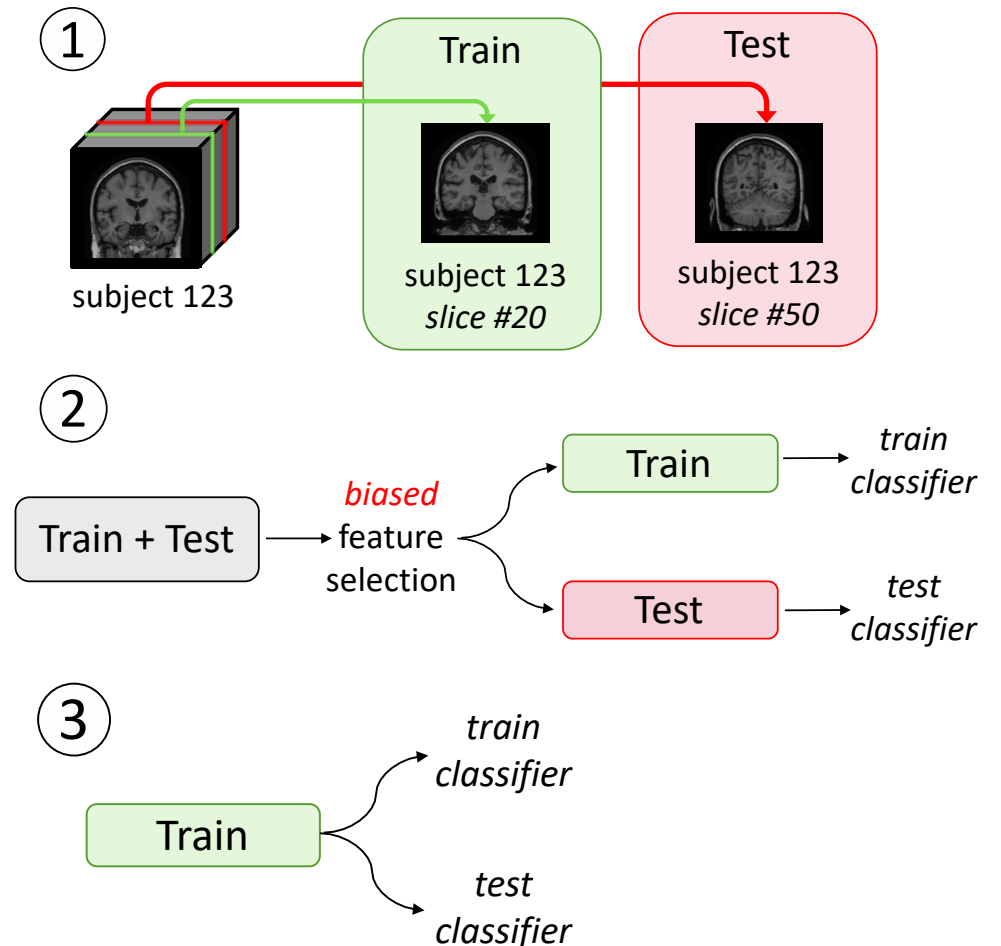 1
Train
Test
subject 123
subject 123
slice #20
subject 123
slice #50
2
Train + Test
biased
feature
selection
Train
train
classifier
Test
test
classifier
3
Train
train
classifier
test
classifier